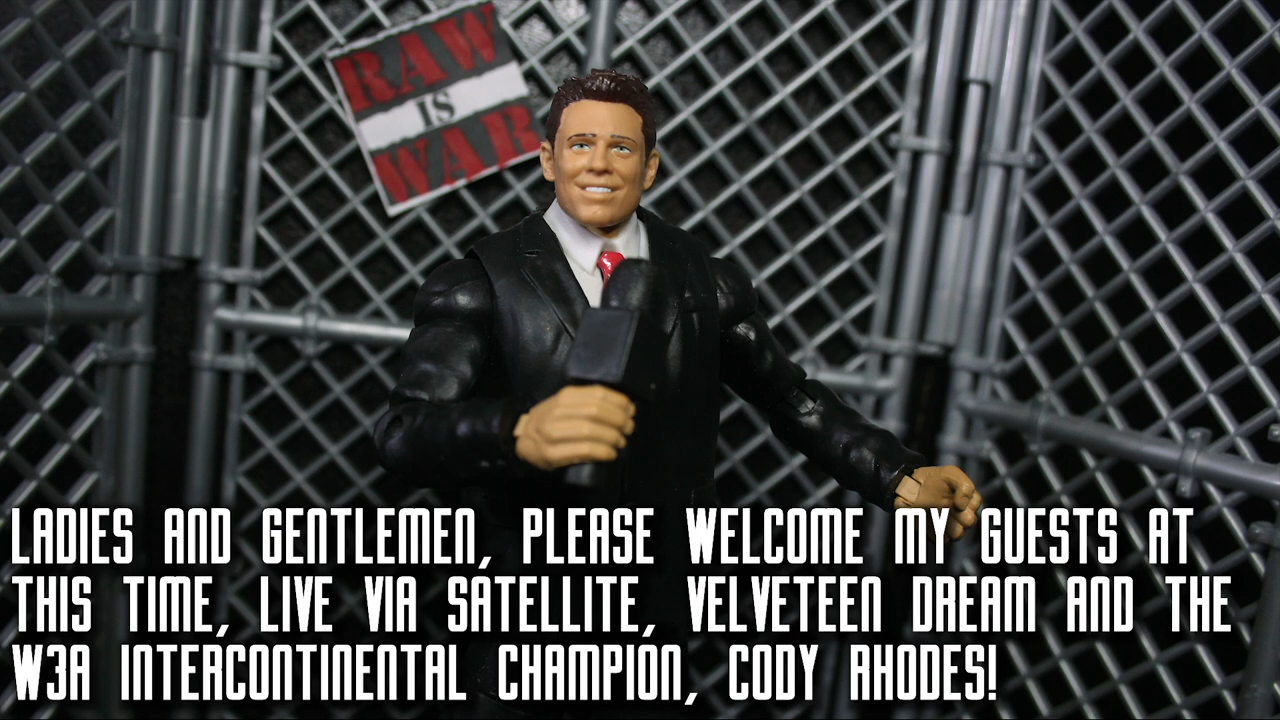 RAW
IS
WAR
LADIES AND GENTLEMEN, PLEASE WELCOME MY GUESTS AT
THIS TIME, LIVE VIA SATELLITE, VELVETEEN DREAM AND THE
W3A INTERCONTINENTAL CHAMPION, CODY RHODES!